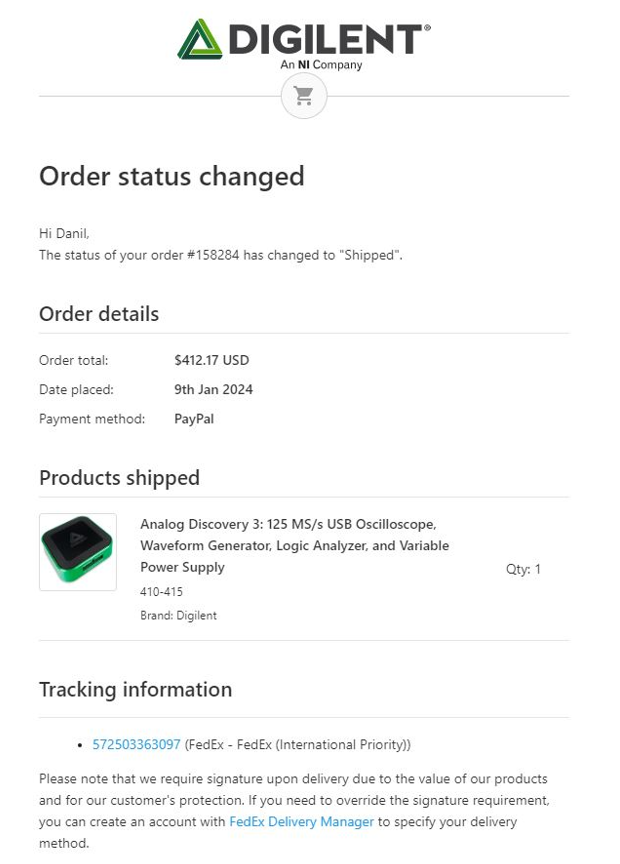 DIGILENT®
An NI Company
Order status changed
Hi Danil,
The status of your order #158284 has changed to "Shipped".
Order details
Order total: $412.17 USD
Date placed: 9th Jan 2024
Payment method: PayPal
Products shipped
Analog Discovery 3: 125 MS/s USB Oscilloscope,
Waveform Generator, Logic Analyzer, and Variable
Power Supply
Qty: 1
410-415
Brand: Digilent
Tracking information
• 572503363097 (FedEx - FedEx (International Priority))
Please note that we require signature upon delivery due to the value of our products
and for our customer's protection. If you need to override the signature requirement,
you can create an account with FedEx Delivery Manager to specify your delivery
method.